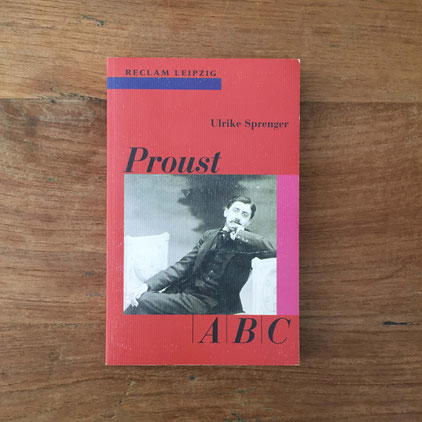 RECLAM LEIPZIG
Ulrike Sprenger
Proust
A B C